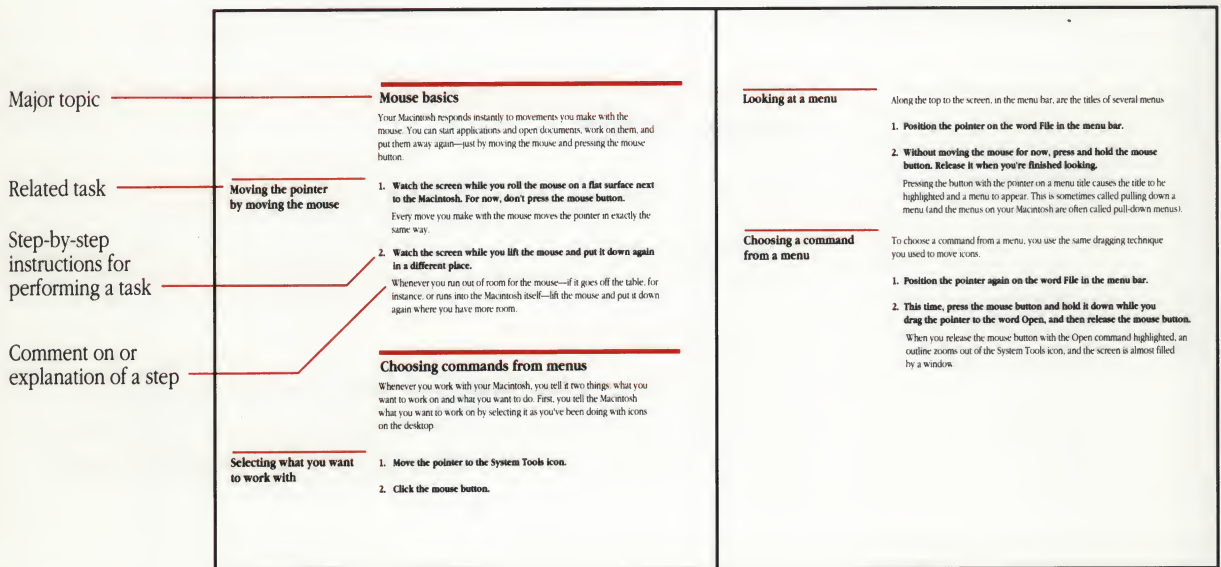 Major topic
Related task
Step-by-step
instructions for
performing a task
Comment on or
explanation of a step
Mouse basics
Your Macintosh responds instantly to movements you make with the
mouse. You can start applications and open documents, work on them, and
put them away again—just by moving the mouse and pressing the mouse
button.
Moving the pointer
by moving the mouse
1. Watch the screen while you roll the mouse on a flat surface next
to the Macintosh. For now, don't press the mouse button.
Every move you make with the mouse moves the pointer in exactly the
same way.
2. Watch the screen while you lift the mouse and put it down again
in a different place.
Whenever you run out of room for the mouse—if it goes off the table, for
instance, or runs into the Macintosh itself—lift the mouse and put it down
again where you have more room.
Choosing commands from menus
Whenever you work with your Macintosh, you tell it two things: what you
want to work on and what you want to do. First, you tell the Macintosh
what you want to work on by selecting it as you've been doing with icons
on the desktop
Selecting what you want
to work with
1. Move the pointer to the System Tools icon.
2. Click the mouse button.
Looking at a menu
Along the top to the screen, in the menu bar, are the titles of several menus
1. Position the pointer on the word File in the menu bar.
2. Without moving the mouse for now, press and hold the mouse
button. Release it when you're finished looking.
Pressing the button with the pointer on a menu title causes the title to be
highlighted and a menu to appear. This is sometimes called pulling down a
menu (and the menus on your Macintosh are often called pull-down menus).
Choosing a command
from a menu
To choose a command from a menu, you use the same dragging technique
you used to move icons.
1. Position the pointer again on the word File in the menu bar.
2. This time, press the mouse button and hold it down while you
drag the pointer to the word Open, and then release the mouse button.
When you release the mouse button with the Open command highlighted, an
outline zooms out of the System Tools icon, and the screen is almost filled
by a window